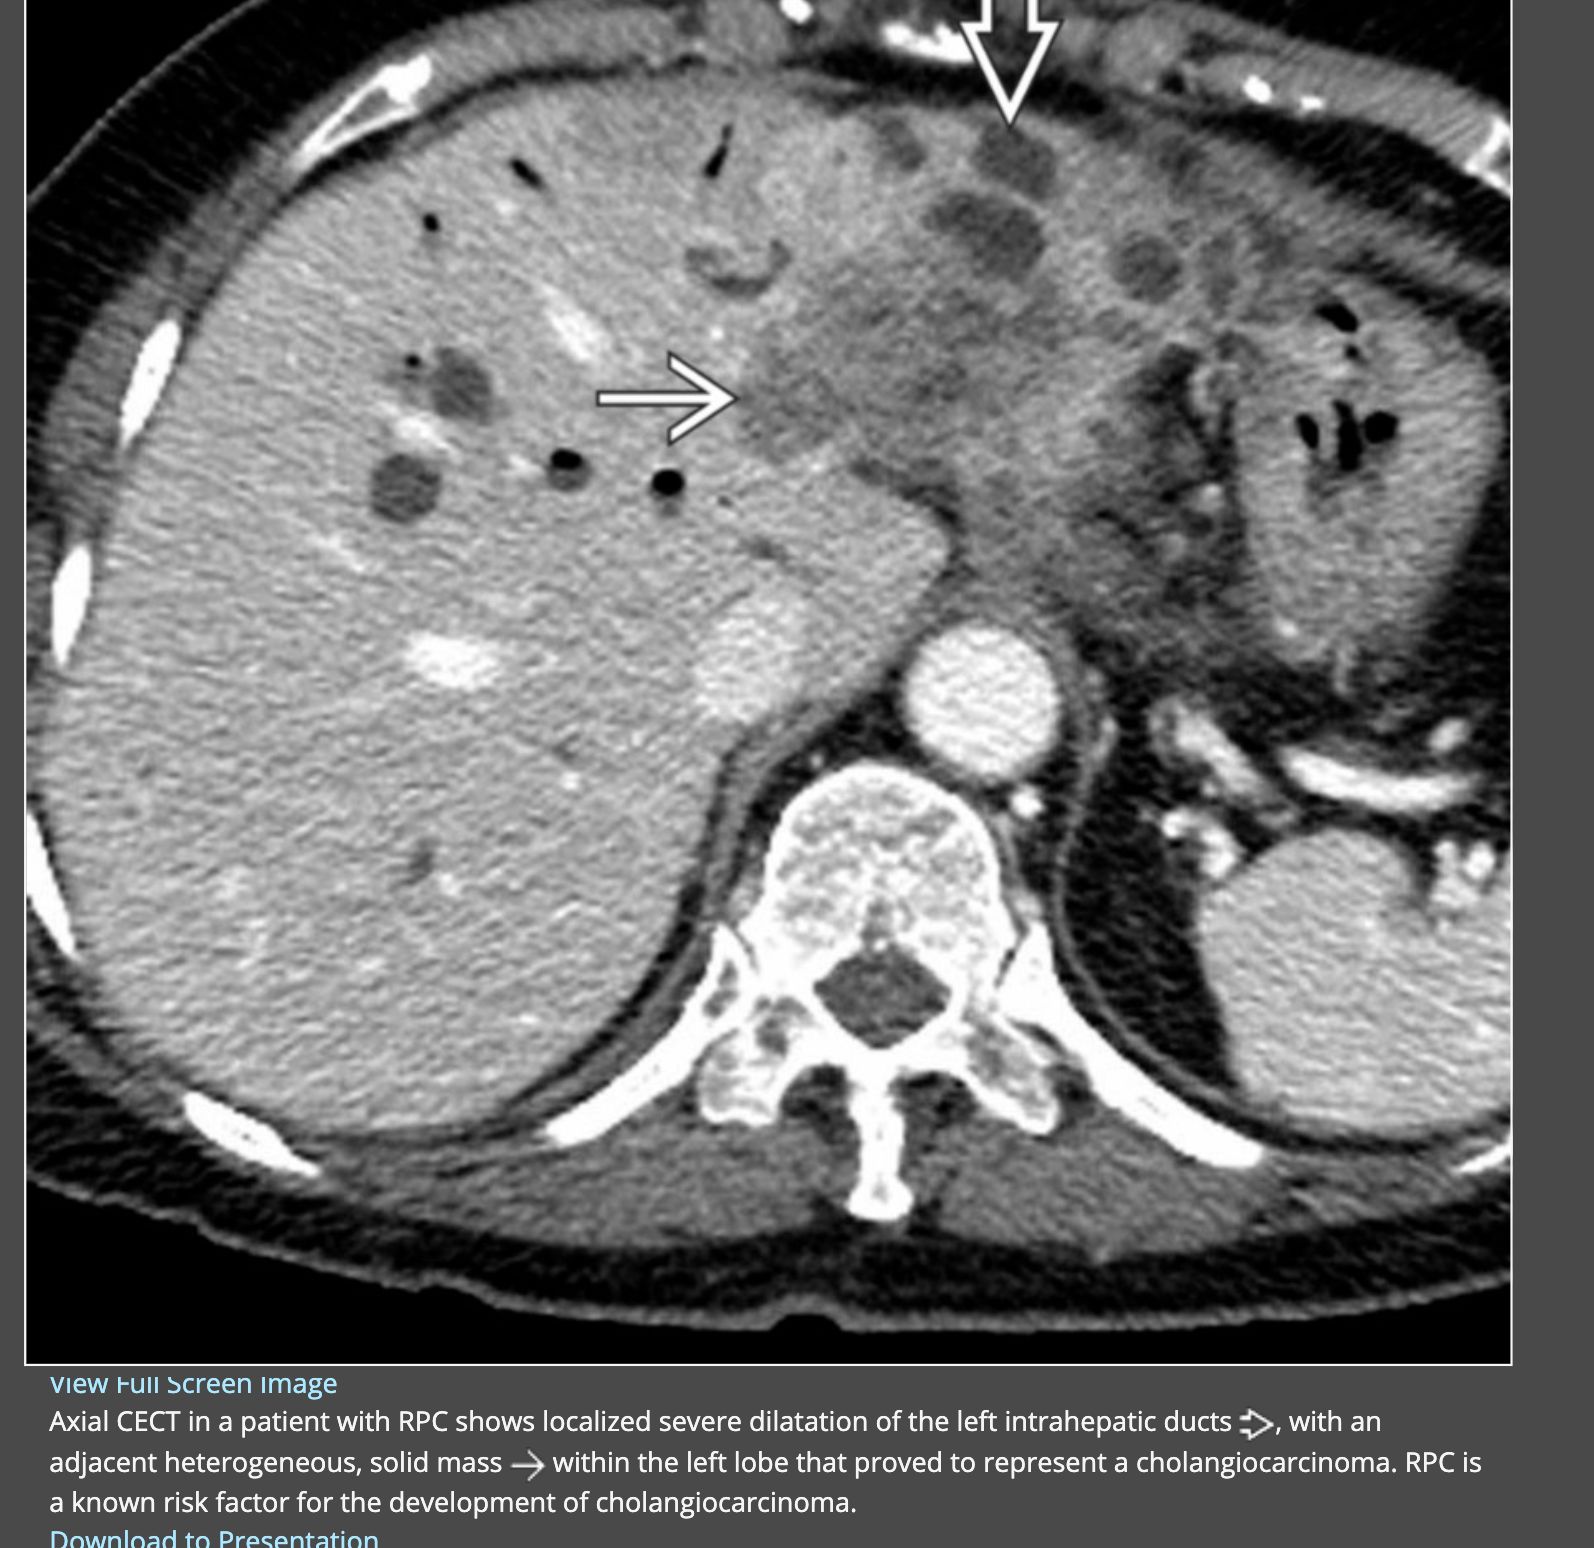 View Full Screen Image
Axial CECT in a patient with RPC shows localized severe dilatation of the left intrahepatic ducts , with an
adjacent heterogeneous, solid mass → within the left lobe that proved to represent a cholangiocarcinoma. RPC is
a known risk factor for the development of cholangiocarcinoma.
Download to Presentation